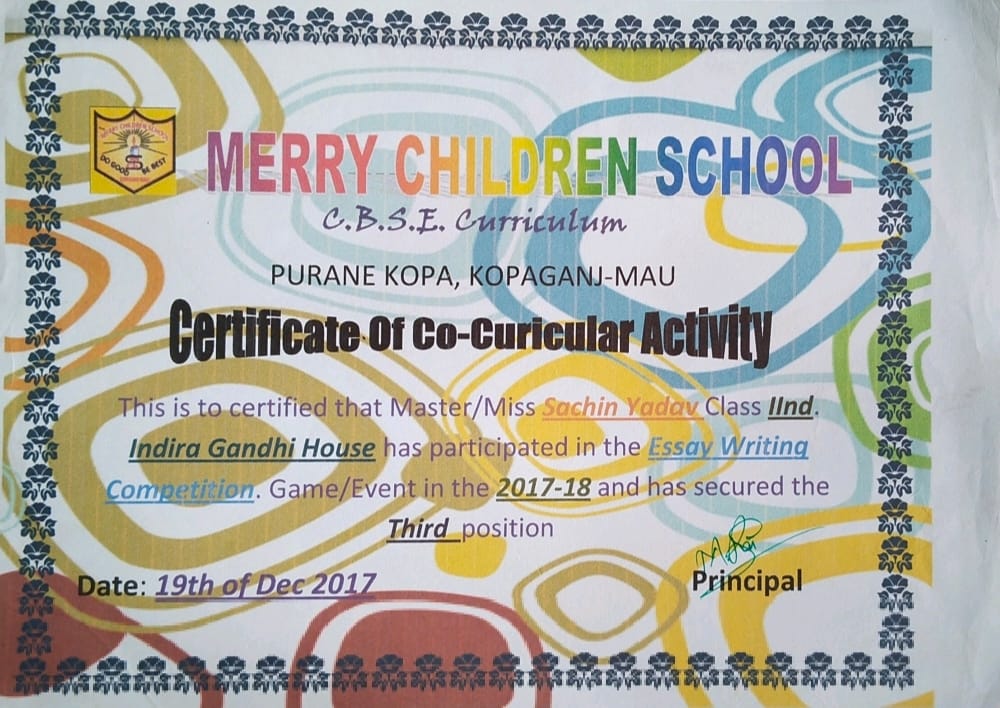 MERRY CHILDREN SCHOOL
DO GOOD BE BEST
MERRY CHILDREN SCHOOL
C.B.S.E. Curriculum
PURANE KOPA, KOPAGANJ-MAU
Certificate Of Co-Curicular Activity
This is to certified that Master/Miss Sachin Yadav Class IInd.
Indira Gandhi House has participated in the Essay Writing
Competition. Game/Event in the 2017-18 and has secured the
Third position
Date: 19th of Dec 2017
Principal